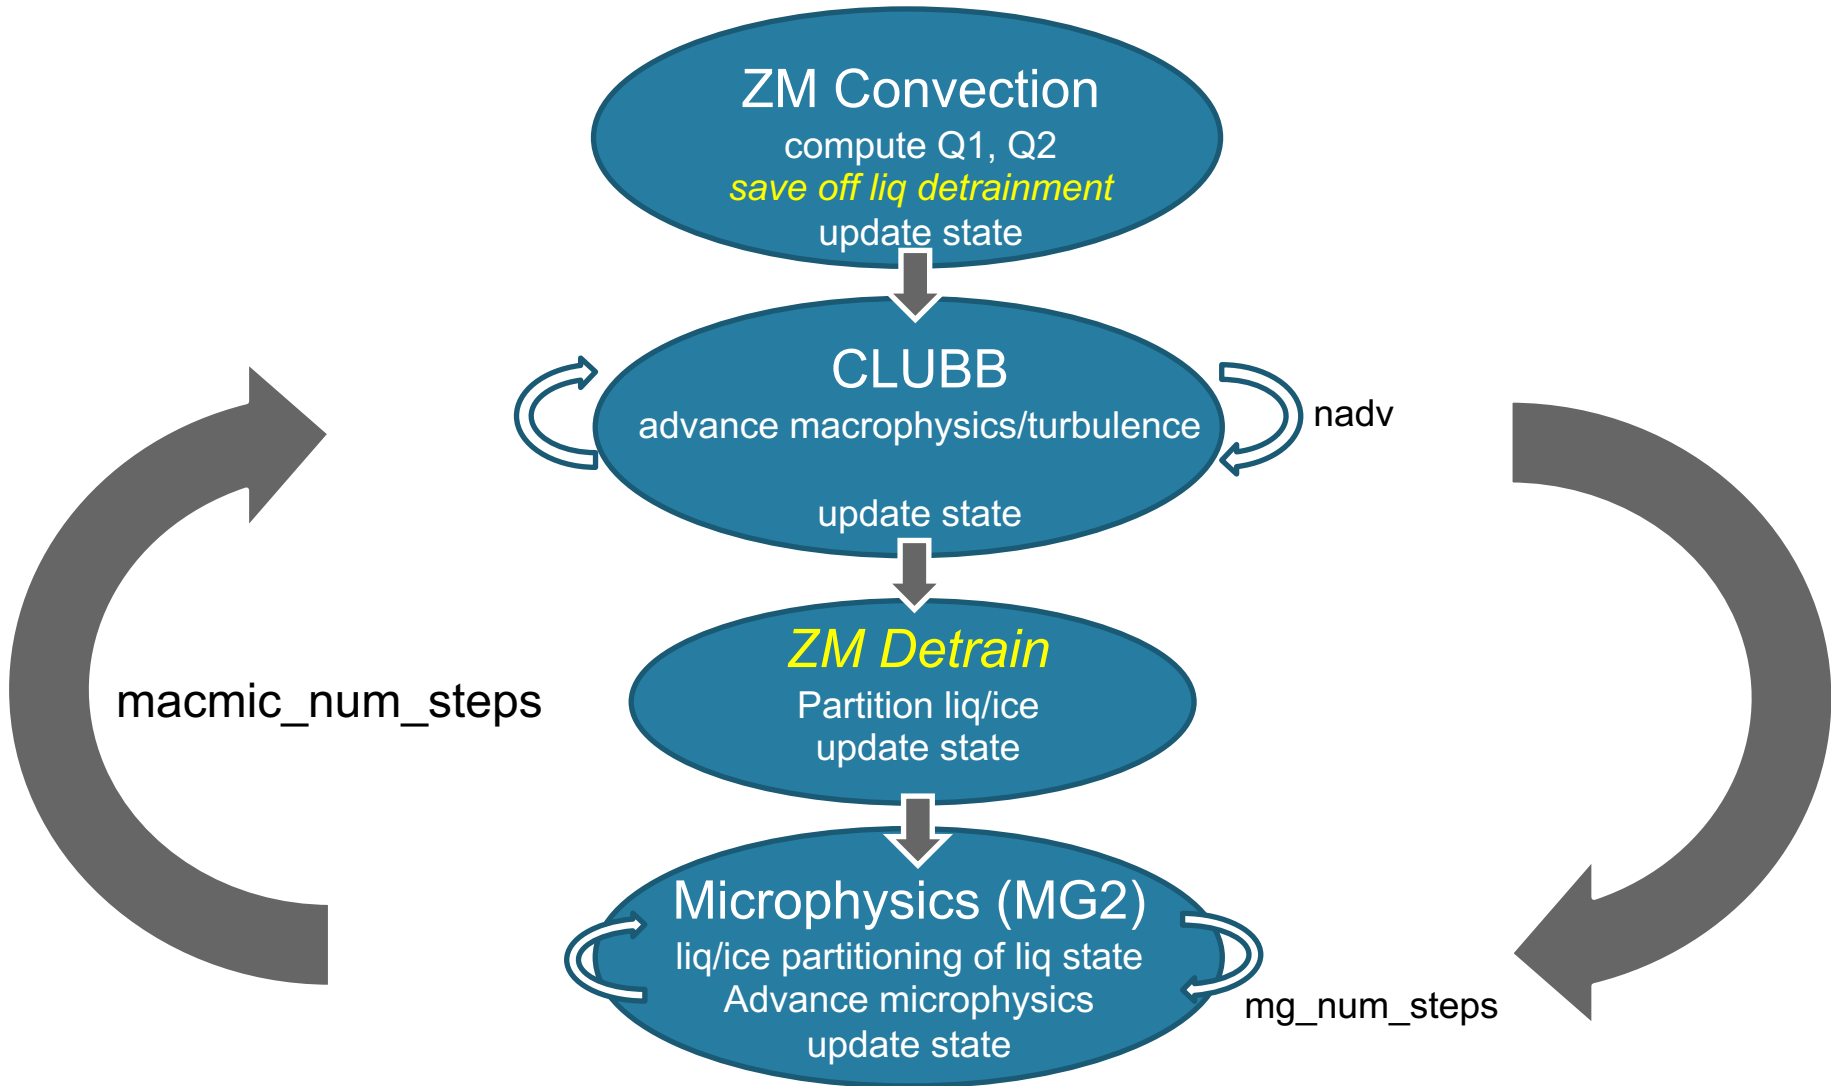 ZM Convection
compute Q1, Q2
save off liq detrainment
update state
CLUBB
advance macrophysics/turbulence
update state
nadv
ZM Detrain
Partition liq/ice
update state
macmic_num_steps
Microphysics (MG2)
liq/ice partitioning of liq state
Advance microphysics
update state
mg_num_steps